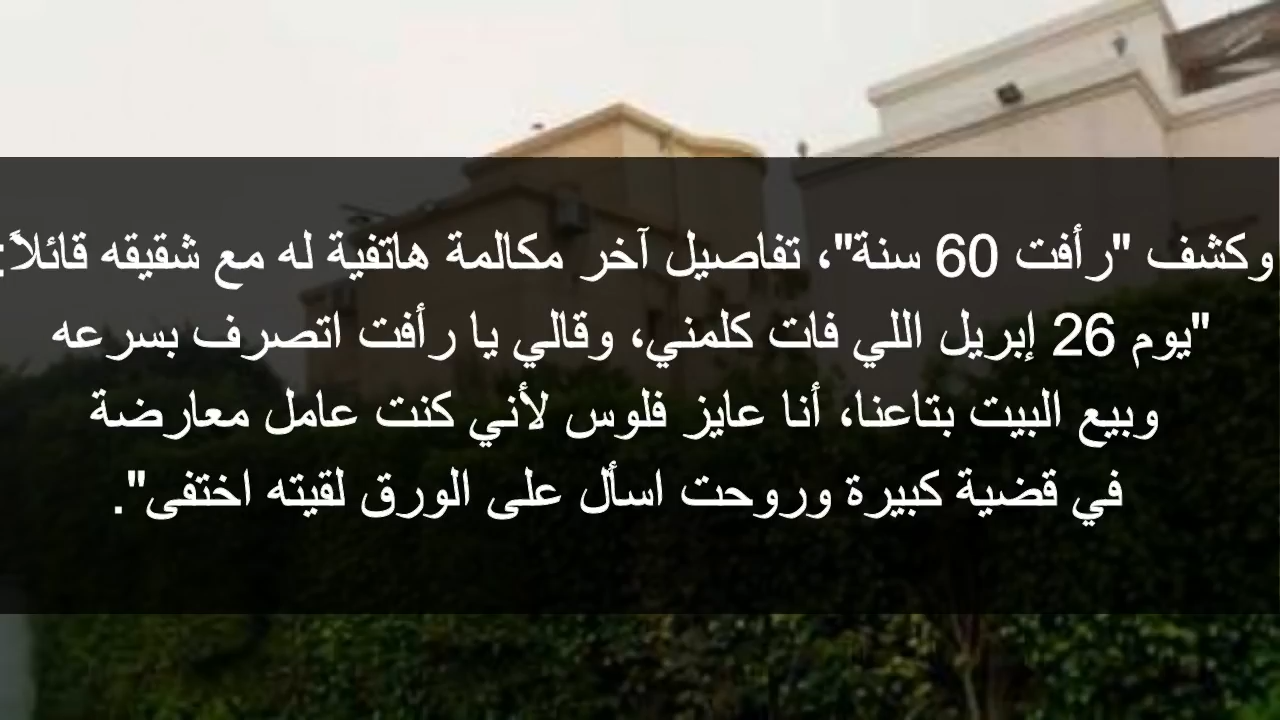 وكشف "رأفت 60 سنة"، تفاصيل آخر مكالمة هاتفية له مع شقيقه قائلاً:
"يوم 26 إبريل اللي فات كلمني، وقالي يا رأفت اتصرف بسرعه
وبيع البيت بتاعنا، أنا عايز فلوس لأني كنت عامل معارضة
في قضية كبيرة وروحت اسأل على الورق لقيته اختفى".